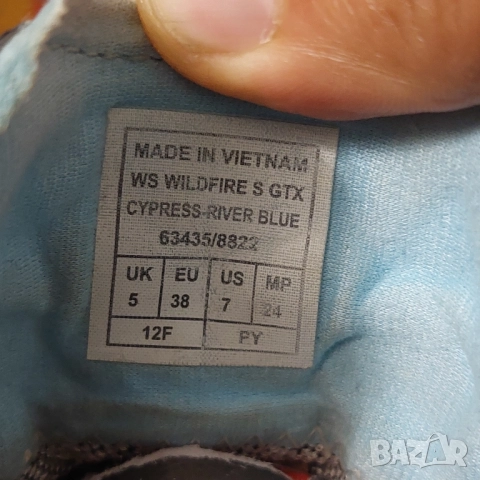 MADE IN VIETNAM
WS WILDFIRE S GTX
CYPRESS-RIVER BLUE
63435/8822
UK EU US MP
5 38 7 24
12F PY
BAZAR